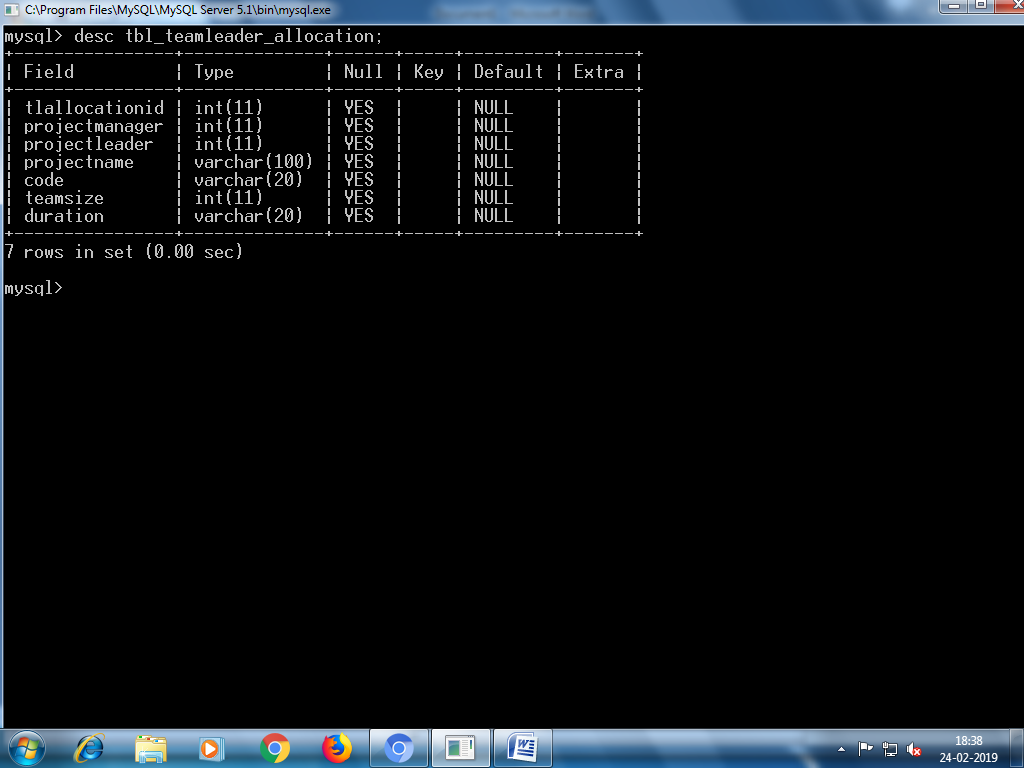 C:\Program Files\MySQL\MySQL Server 5.1\bin\mysql.exe
mysql> desc tbl_teamleader_allocation;
+-----------------+--------------+------+-----+---------+-------+
| Field           | Type         | Null | Key | Default | Extra |
+-----------------+--------------+------+-----+---------+-------+
| tlallocationid  | int(11)      | YES  |     | NULL    |       |
| projectmanager  | int(11)      | YES  |     | NULL    |       |
| projectleader   | int(11)      | YES  |     | NULL    |       |
| projectname     | varchar(100) | YES  |     | NULL    |       |
| code            | varchar(20)  | YES  |     | NULL    |       |
| teamsize        | int(11)      | YES  |     | NULL    |       |
| duration        | varchar(20)  | YES  |     | NULL    |       |
+-----------------+--------------+------+-----+---------+-------+
7 rows in set (0.00 sec)
mysql>
18:38
24-02-2019